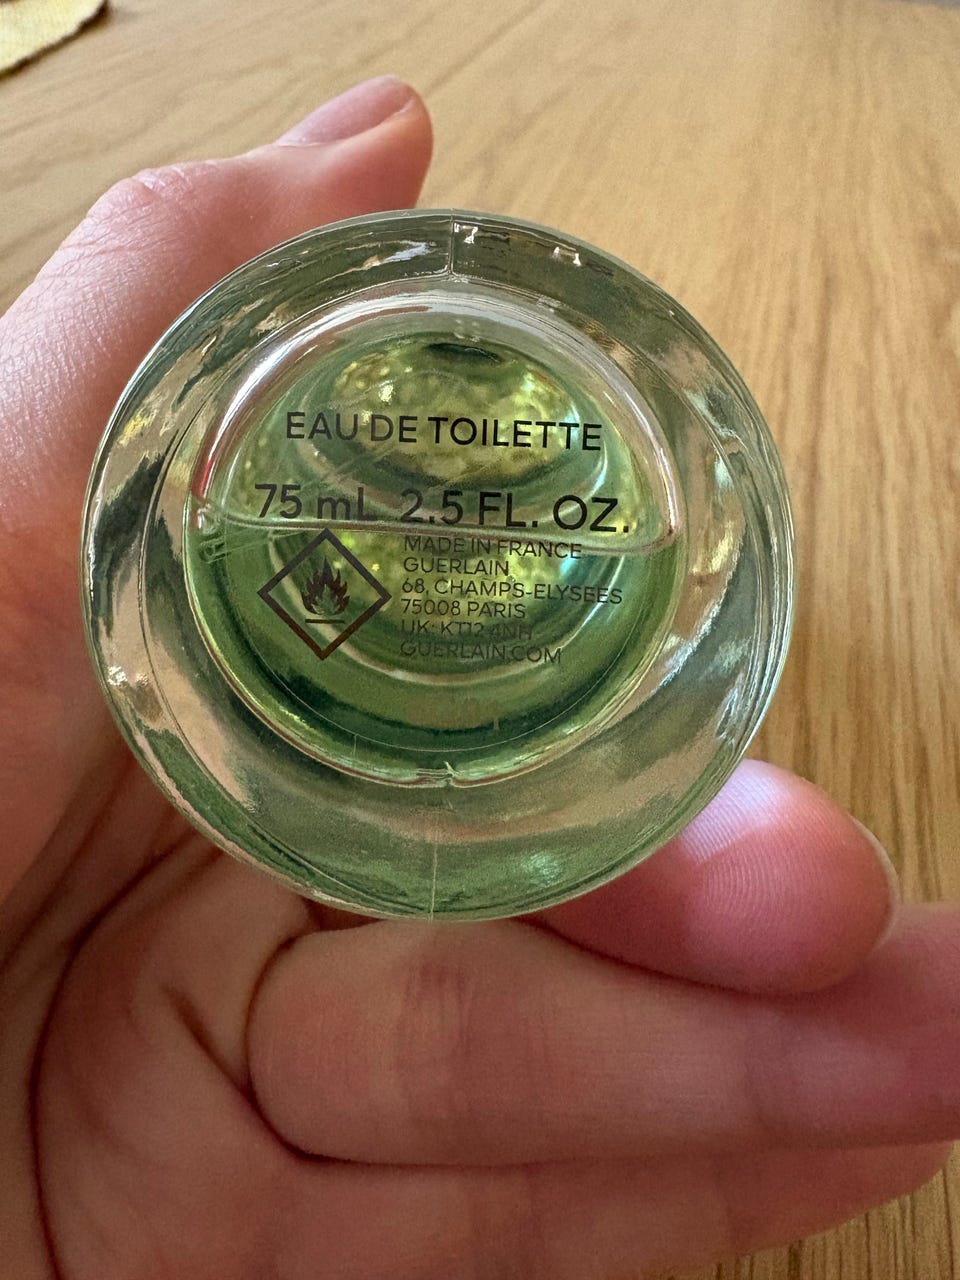 EAU DE TOILETTE
75 mL 2.5 FL. OZ.
MADE IN FRANCE
GUERLAIN
68, CHAMPS-ELYSEES
75008 PARIS
UK: KT12 4NH
GUERLAIN.COM